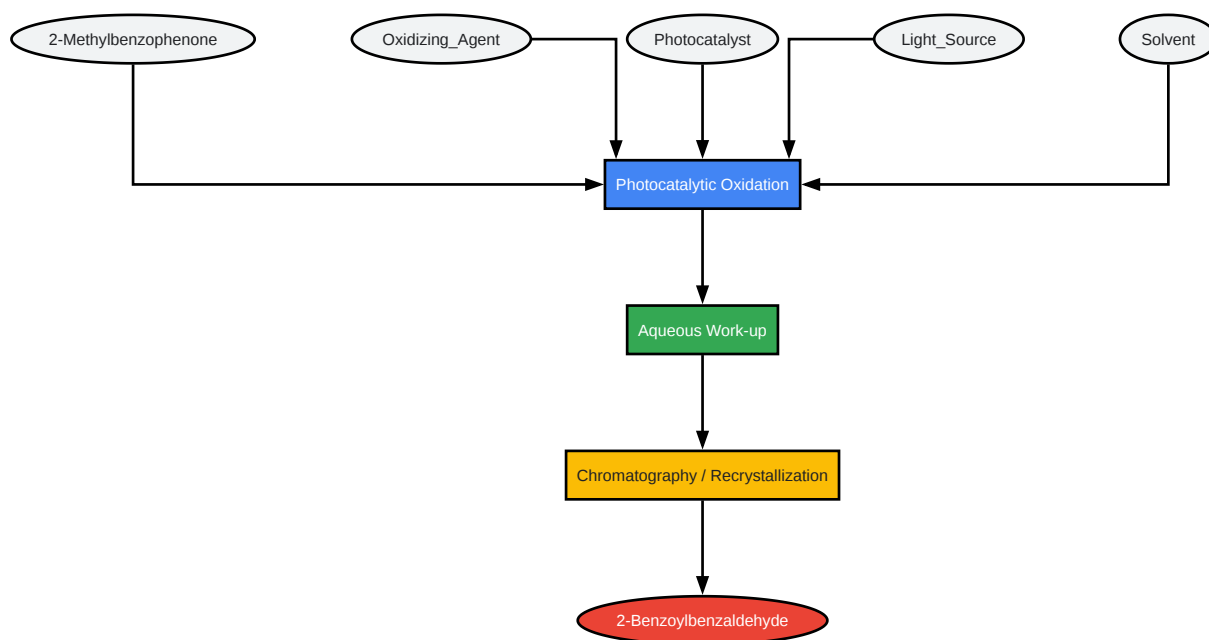 2-Methylbenzophenone
Oxidizing_Agent
Photocatalyst
Light_Source
Solvent
Photocatalytic Oxidation
Aqueous Work-up
Chromatography / Recrystallization
2-Benzoylbenzaldehyde